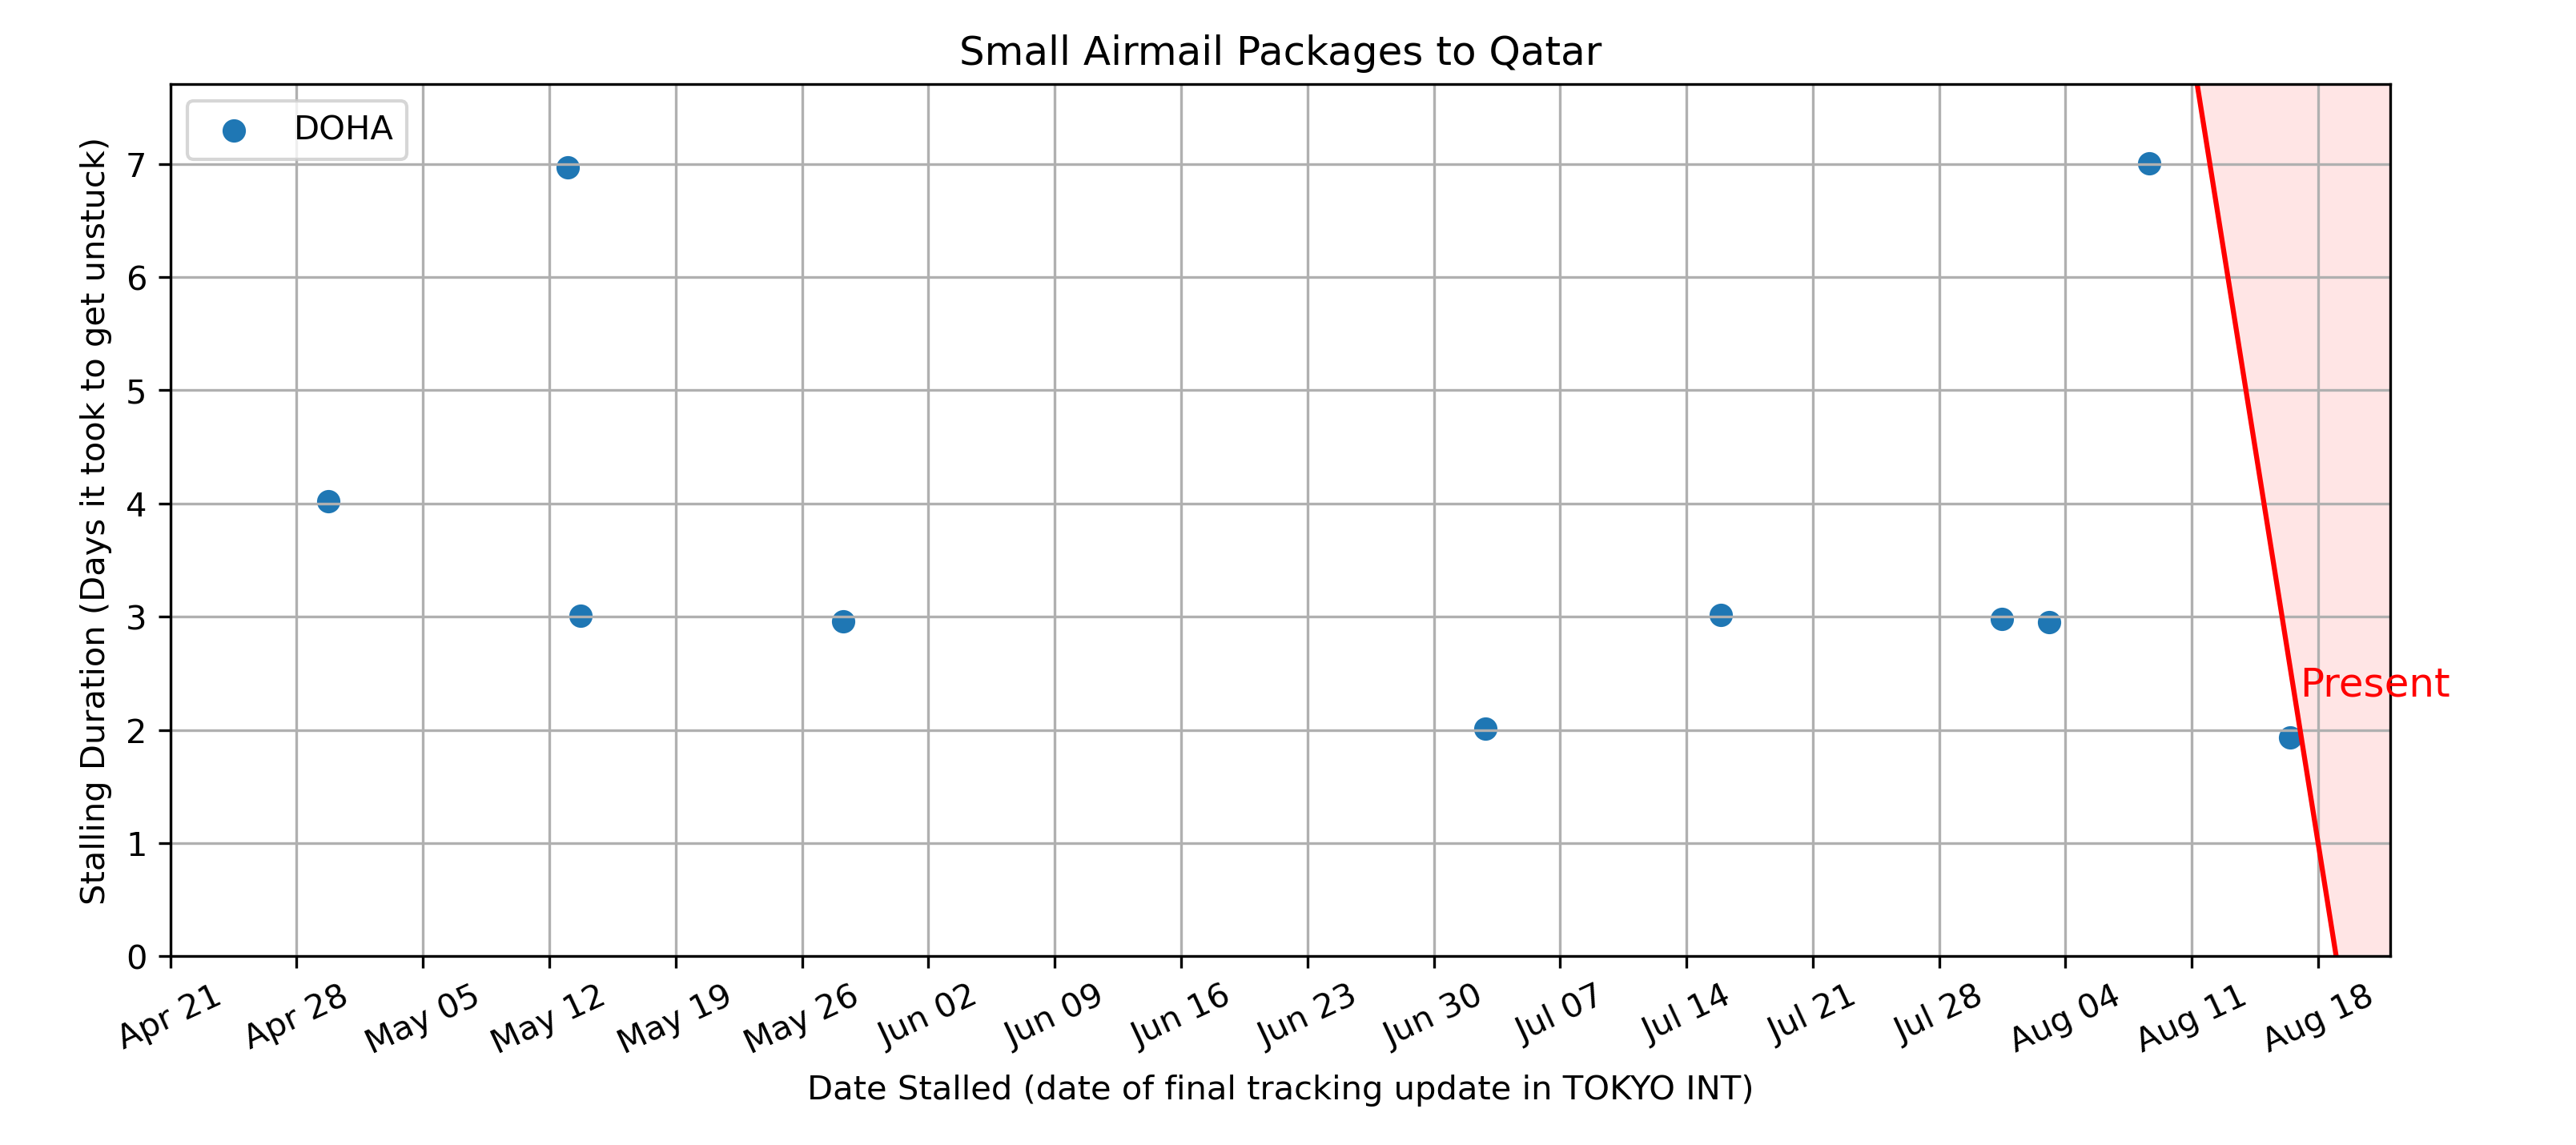 Small Airmail Packages to Qatar
DOHA
Stalling Duration (Days it took to get unstuck)
7
6
5
4
3
2
1
0
Present
Apr 21
Apr 28
May 05
May 12
May 19
May 26
Jun 02
Jun 09
Jun 16
Jun 23
Jun 30
Jul 07
Jul 14
Jul 21
Jul 28
Aug 04
Aug 11
Aug 18
Date Stalled (date of final tracking update in TOKYO INT)